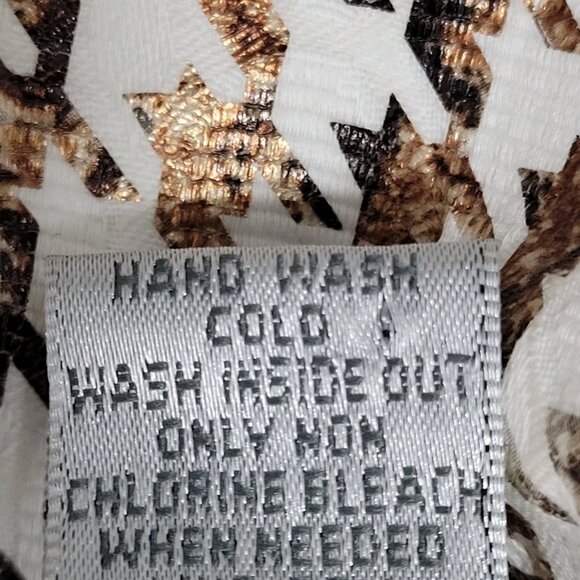 HAND WASH
COLD
WASH INSIDE OUT
ONLY NON
CHLORINE BLEACH
WHEN NEEDED